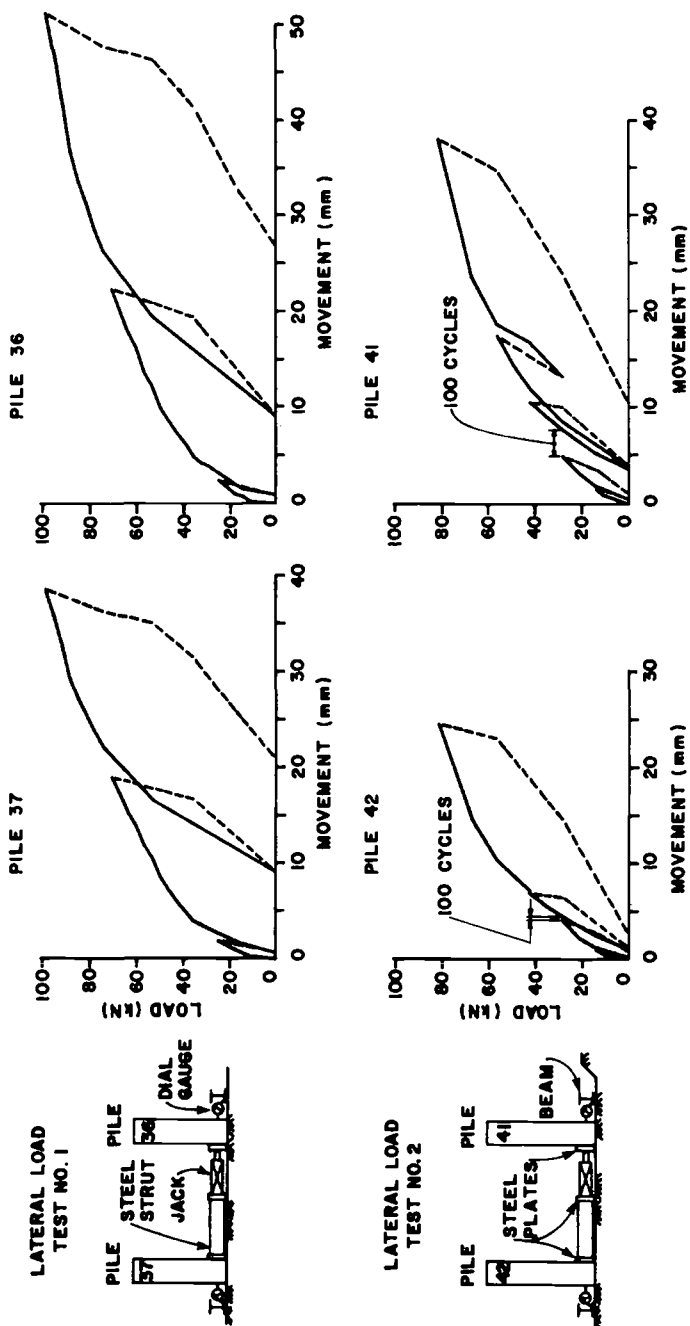 LATERAL LOAD
TEST NO. 1
PILE
37
STEEL
STRUT
JACK
PILE
36
DIAL
GAUGE
PILE 37
LOAD (kN)
100
80
60
40
20
0
0
10
20
30
40
MOVEMENT (mm)
PILE 36
100
80
60
40
20
0
0
10
20
30
40
50
MOVEMENT (mm)
LATERAL LOAD
TEST NO. 2
PILE
42
STEEL
PLATES
PILE
41
BEAM
PILE 42
100 CYCLES
100
80
60
40
20
0
0
10
20
30
MOVEMENT (mm)
PILE 41
100 CYCLES
100
80
60
40
20
0
0
10
20
30
40
MOVEMENT (mm)